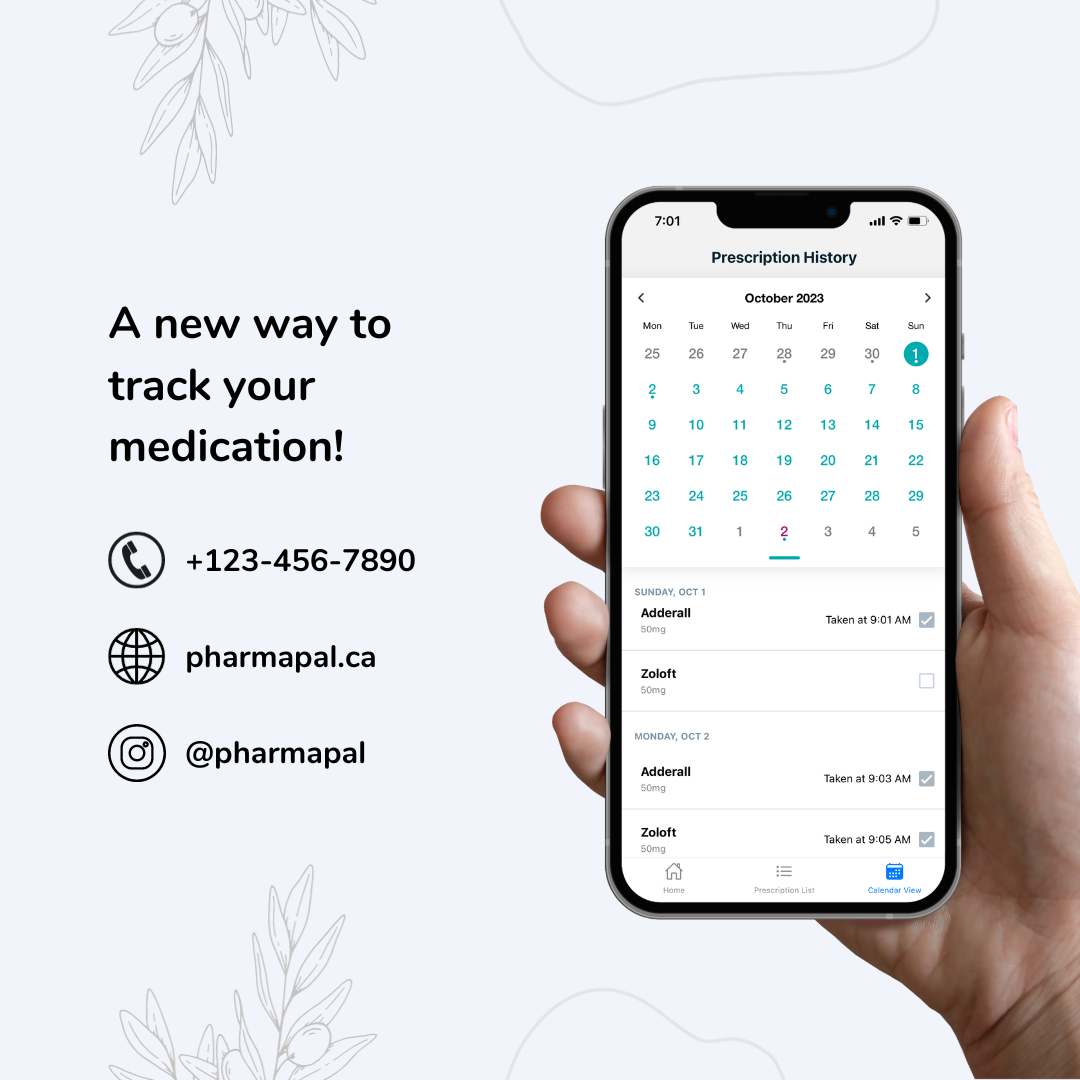 A new way to
track your
medication!
+123-456-7890
pharmapal.ca
@pharmapal
7:01
Prescription History
October 2023
Mon Tue Wed Thu Fri Sat Sun
25 26 27 28 29 30 1
2 3 4 5 6 7 8
9 10 11 12 13 14 15
16 17 18 19 20 21 22
23 24 25 26 27 28 29
30 31 1 2 3 4 5
SUNDAY, OCT 1
Adderall
Taken at 9:01 AM
50mg
Zoloft
50mg
MONDAY, OCT 2
Adderall
Taken at 9:03 AM
50mg
Zoloft
Taken at 9:05 AM
50mg
Home Prescription List Calendar View